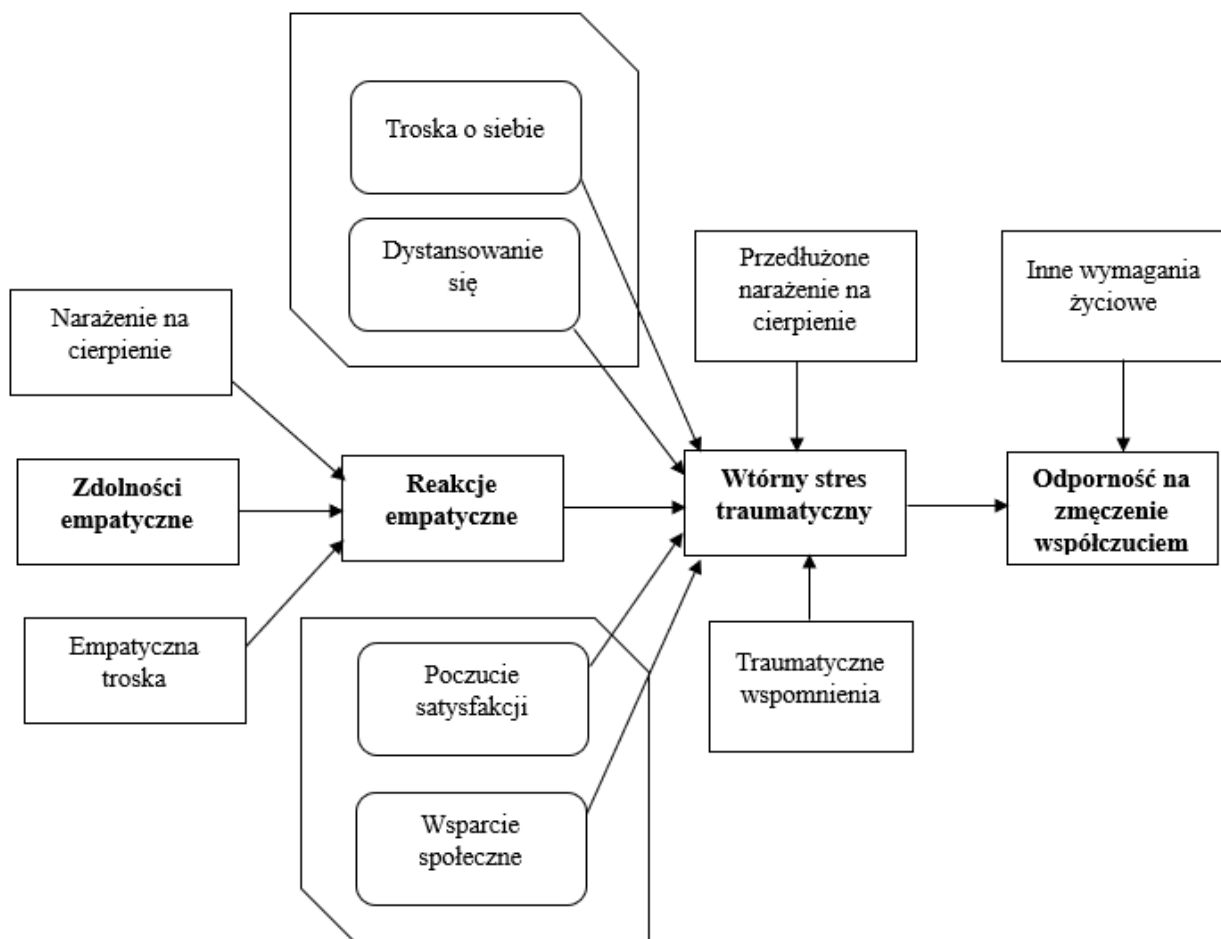 Troska o siebie
Dystansowanie
się
Przedłużone
narażenie na
cierpienie
Inne wymagania
życiowe
Narażenie na
cierpienie
Zdolności
empatyczne
Reakcje
empatyczne
Wtórny stres
traumatyczny
Odporność na
zmęczenie
współczuciem
Empatyczna
troska
Poczucie
satysfakcji
Traumatyczne
wspomnienia
Wsparcie
społeczne